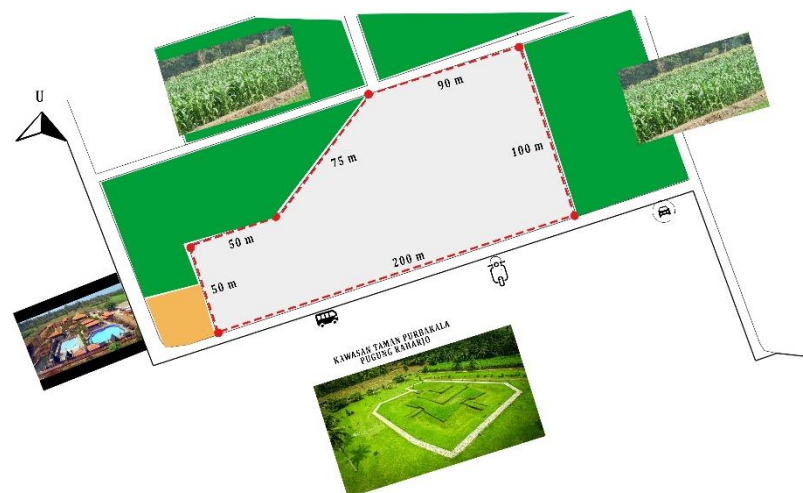 U
90 m
75 m
100 m
50 m
50 m
200 m
KAWASAN TAMAN PURBAKALA
PUGUNG RAHARJO